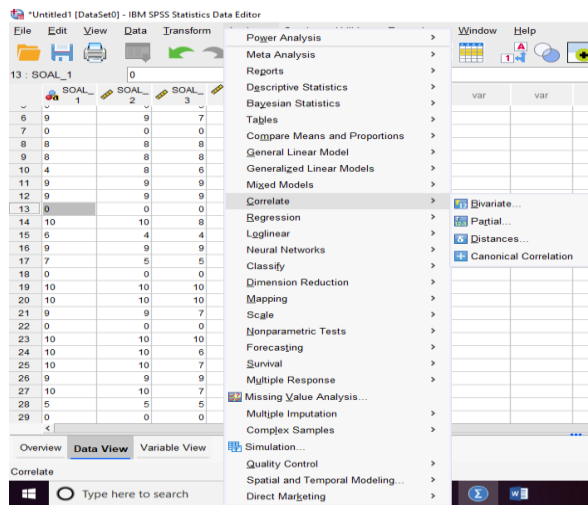 *Untitled1 [DataSet0] - IBM SPSS Statistics Data Editor
File Edit View Data Transform Window Help
13 : SOAL_1 0
SOAL_1 SOAL_2 SOAL_3 var var
6 9 9 7
7 0 0 0
8 8 8 8
9 8 8 8
10 4 8 6
11 9 9 9
12 9 9 9
13 0 0 0
14 10 10 8
15 6 4 4
16 9 9 9
17 7 5 5
18 0 0 0
19 10 10 10
20 10 10 10
21 9 9 7
22 0 0 0
23 10 10 10
24 10 10 6
25 10 10 7
26 9 9 9
27 10 10 7
28 5 5 5
29 0 0 0
Power Analysis
Meta Analysis
Reports
Descriptive Statistics
Bayesian Statistics
Tables
Compare Means and Proportions
General Linear Model
Generalized Linear Models
Mixed Models
Correlate
Regression
Loglinear
Neural Networks
Classify
Dimension Reduction
Mapping
Scale
Nonparametric Tests
Forecasting
Survival
Multiple Response
Missing Value Analysis...
Multiple Imputation
Complex Samples
Simulation...
Quality Control
Spatial and Temporal Modeling...
Direct Marketing
Bivariate...
Partial...
Distances...
Canonical Correlation
Overview Data View Variable View
Correlate
Type here to search